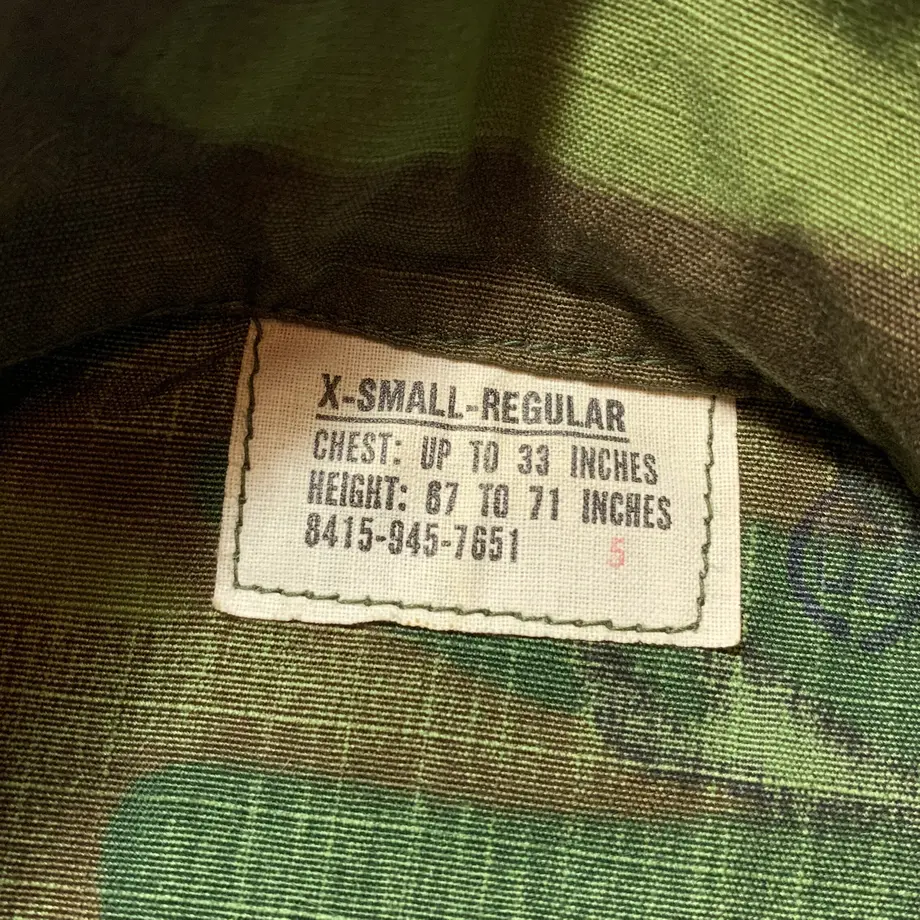 X-SMALL-REGULAR
CHEST: UP TO 33 INCHES
HEIGHT: 67 TO 71 INCHES
8415-945-7651 5